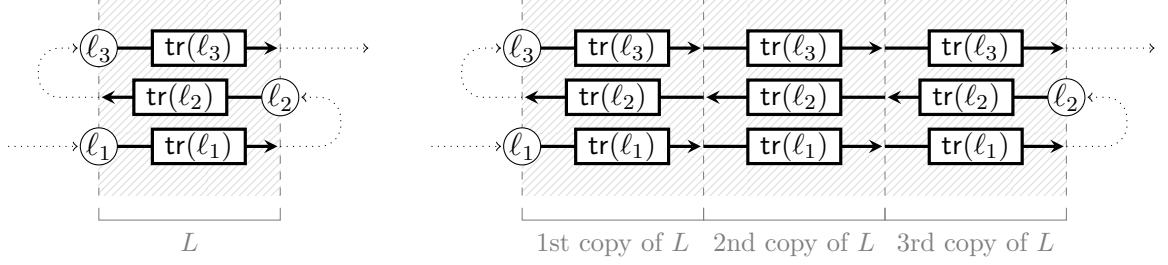 ℓ₃ tr(ℓ₃) ℓ₃ tr(ℓ₃) tr(ℓ₃) tr(ℓ₃)
tr(ℓ₂) ℓ₂ tr(ℓ₂) tr(ℓ₂) tr(ℓ₂) ℓ₂
ℓ₁ tr(ℓ₁) ℓ₁ tr(ℓ₁) tr(ℓ₁) tr(ℓ₁)
L 1st copy of L 2nd copy of L 3rd copy of L